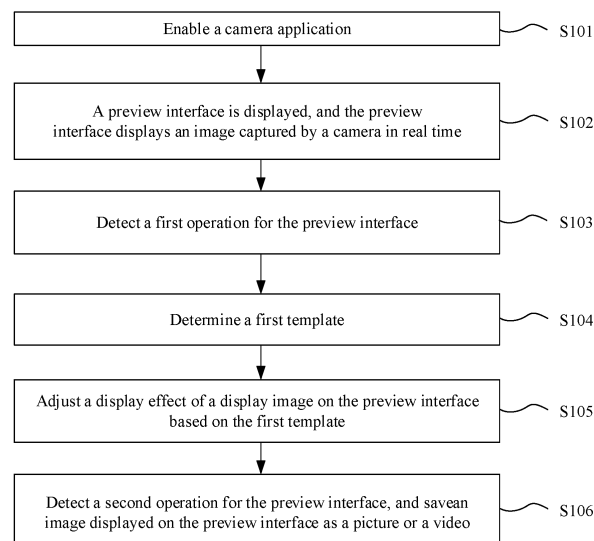 Enable a camera application
S101
A preview interface is displayed, and the preview
interface displays an image captured by a camera in real time
S102
Detect a first operation for the preview interface
S103
Determine a first template
S104
Adjust a display effect of a display image on the preview interface
based on the first template
S105
Detect a second operation for the preview interface, and savean
image displayed on the preview interface as a picture or a video
S106